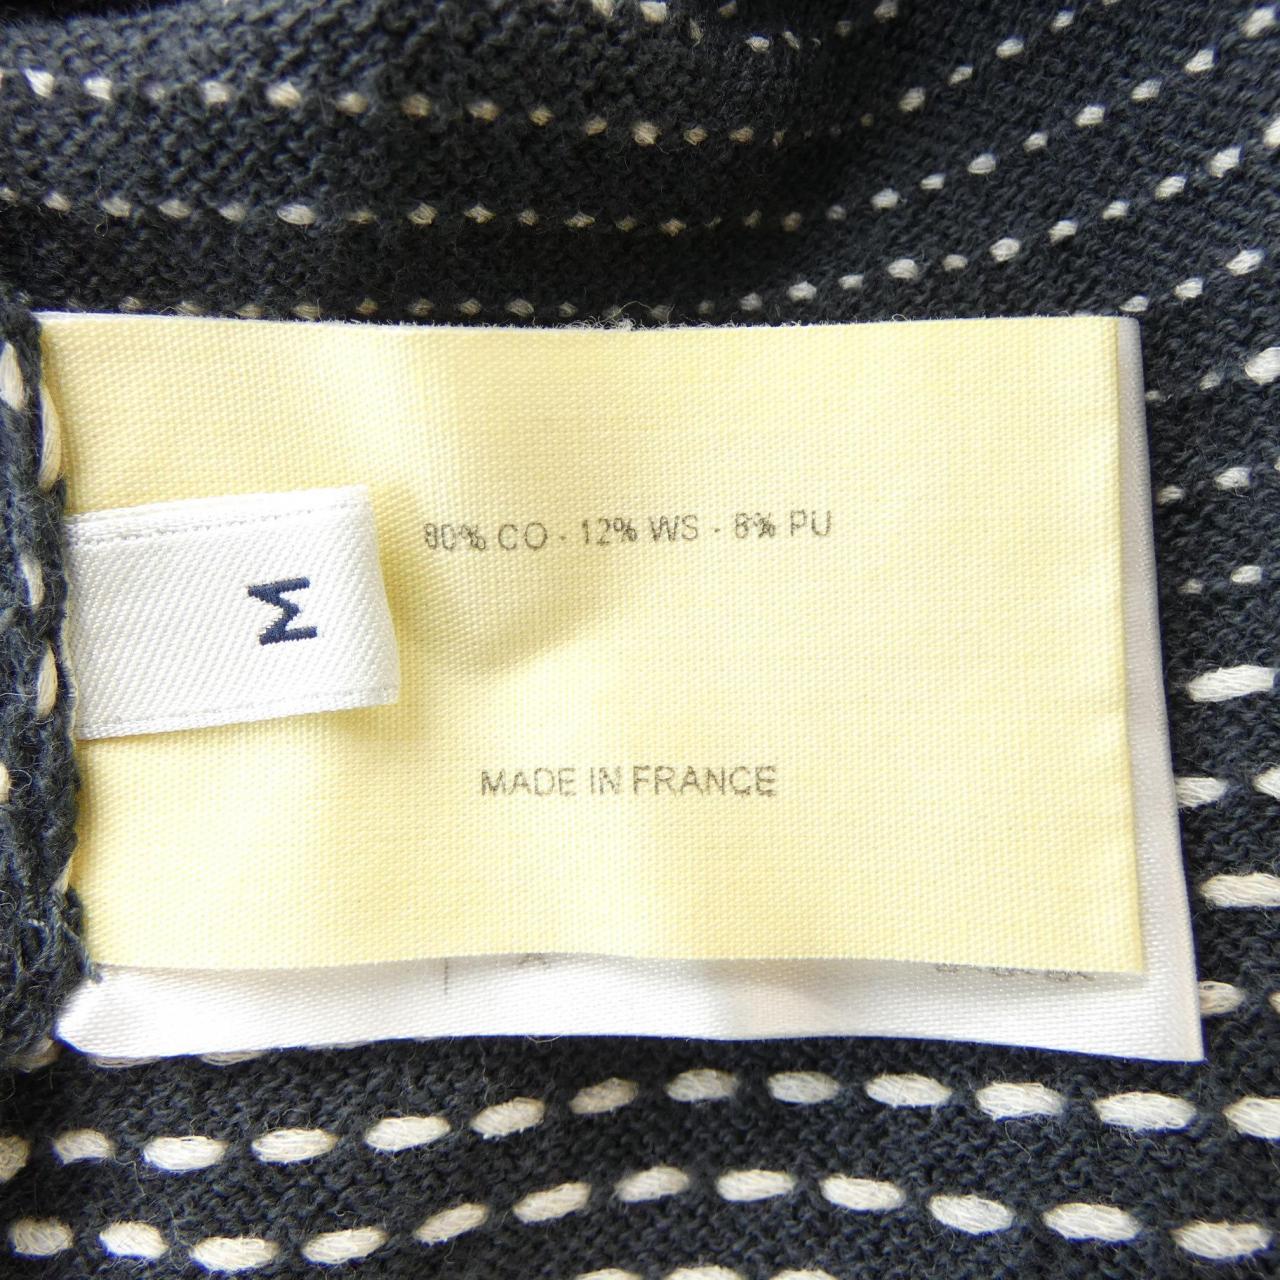 80% CO · 12% WS · 8% PU
M
MADE IN FRANCE